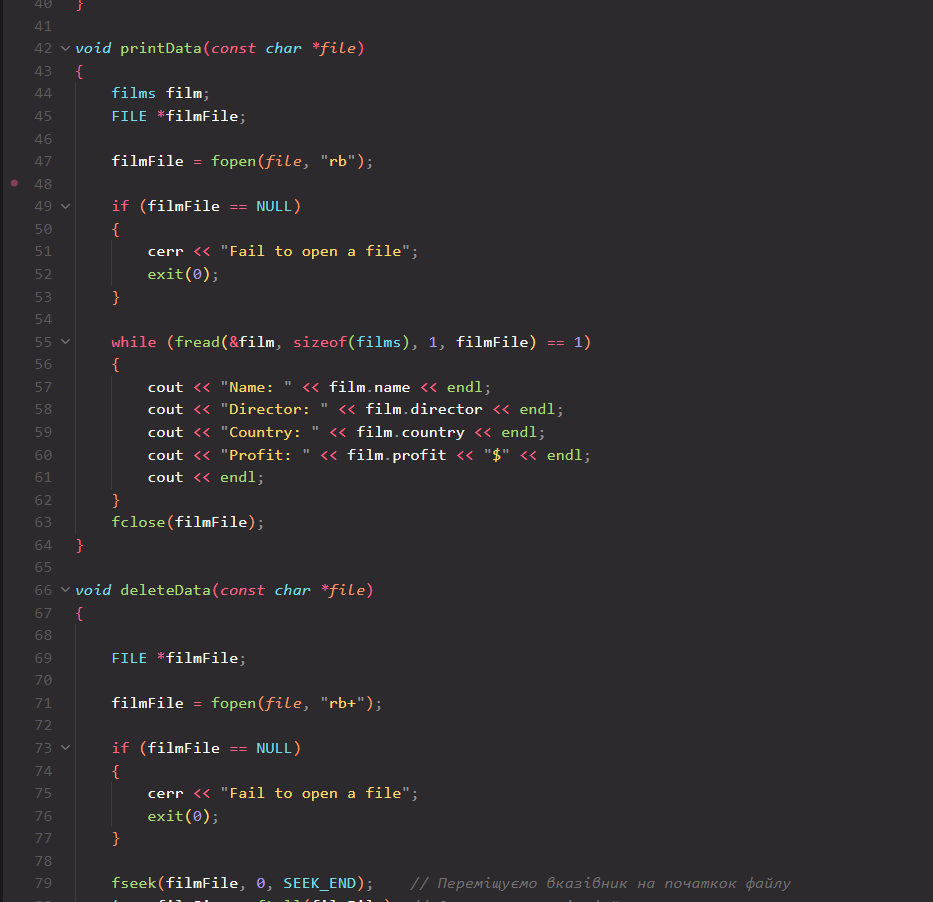 40 }
41
42 void printData(const char *file)
43 {
44 films film;
45 FILE *filmFile;
46
47 filmFile = fopen(file, "rb");
48
49 if (filmFile == NULL)
50 {
51 cerr << "Fail to open a file";
52 exit(0);
53 }
54
55 while (fread(&film, sizeof(films), 1, filmFile) == 1)
56 {
57 cout << "Name: " << film.name << endl;
58 cout << "Director: " << film.director << endl;
59 cout << "Country: " << film.country << endl;
60 cout << "Profit: " << film.profit << "$" << endl;
61 cout << endl;
62 }
63 fclose(filmFile);
64 }
65
66 void deleteData(const char *file)
67 {
68
69 FILE *filmFile;
70
71 filmFile = fopen(file, "rb+");
72
73 if (filmFile == NULL)
74 {
75 cerr << "Fail to open a file";
76 exit(0);
77 }
78
79 fseek(filmFile, 0, SEEK_END); // Переміщуємо вказівник на початкок файлу